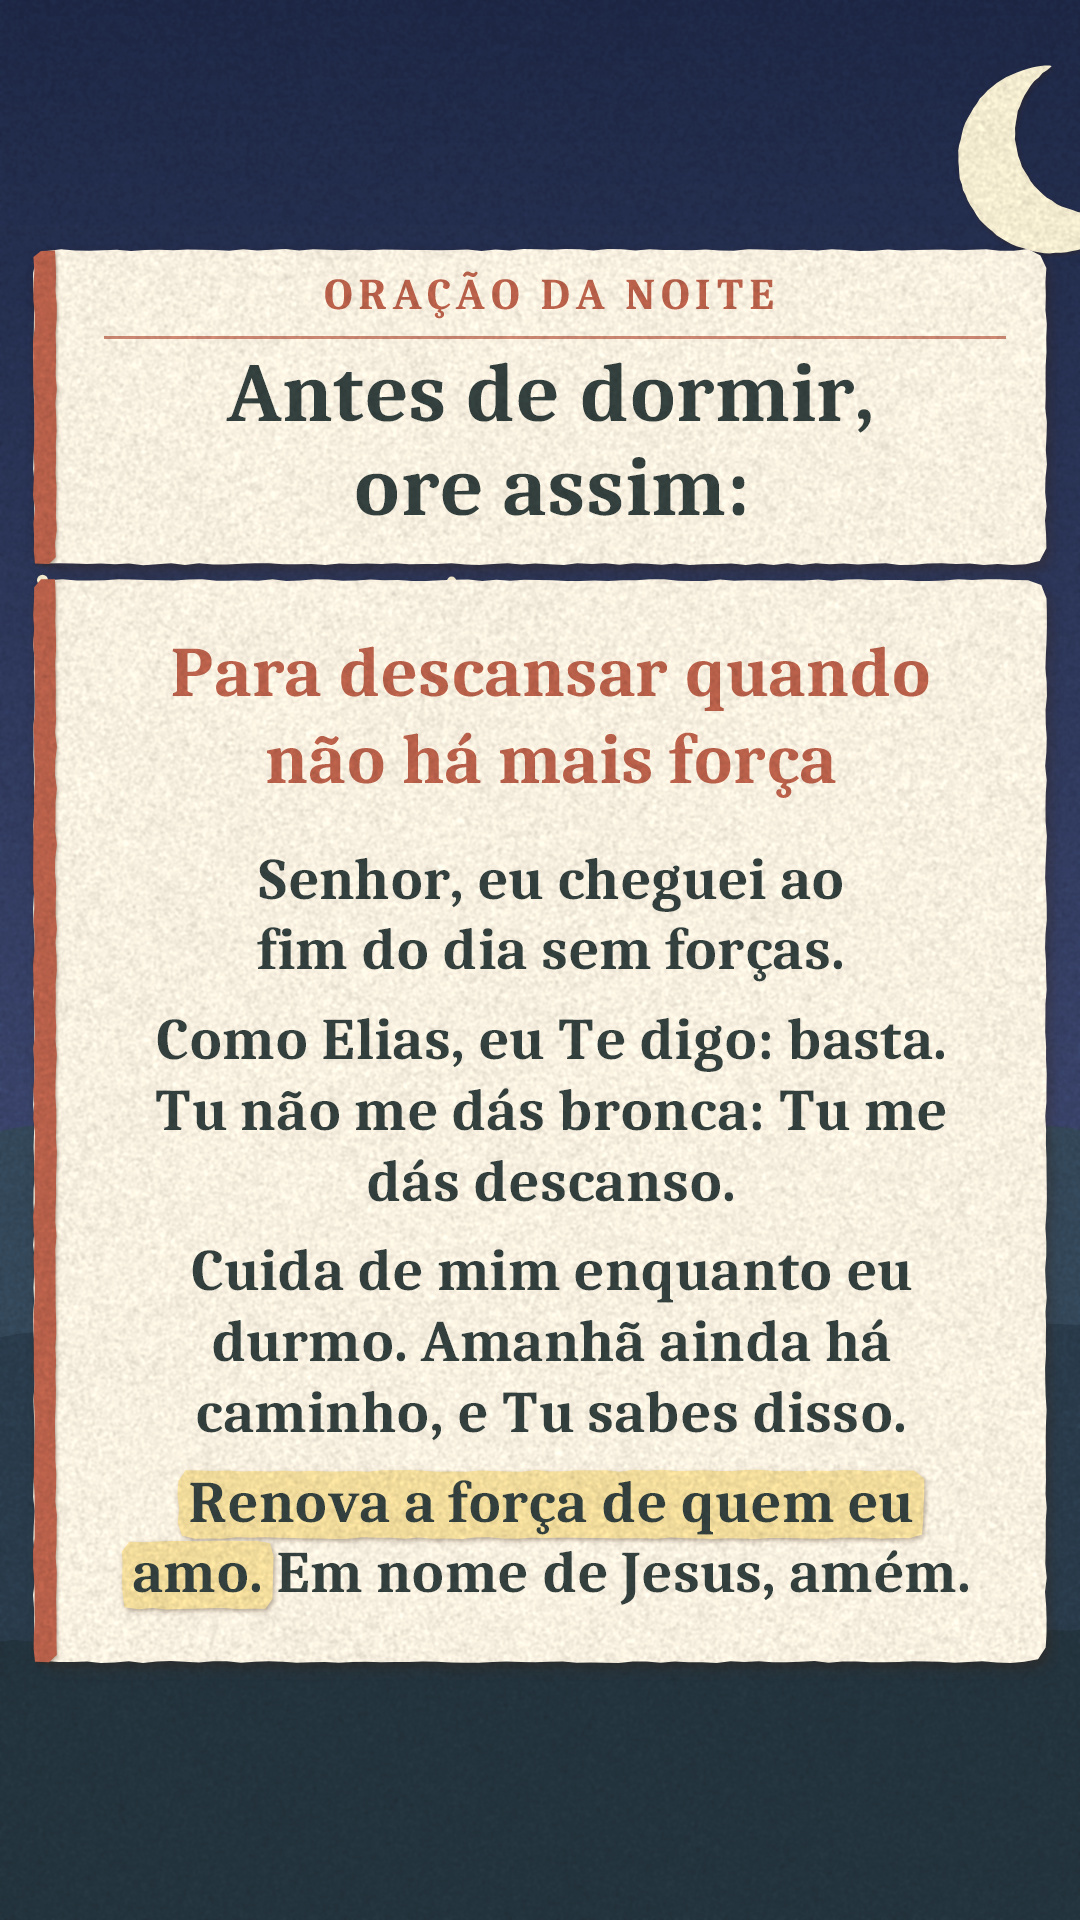 ORAÇÃO DA NOITE
Antes de dormir,
ore assim:
Para descansar quando
não há mais força
Senhor, eu cheguei ao
fim do dia sem forças.
Como Elias, eu Te digo: basta.
Tu não me dás bronca: Tu me
dás descanso.
Cuida de mim enquanto eu
durmo. Amanhã ainda há
caminho, e Tu sabes disso.
Renova a força de quem eu
amo. Em nome de Jesus, amém.